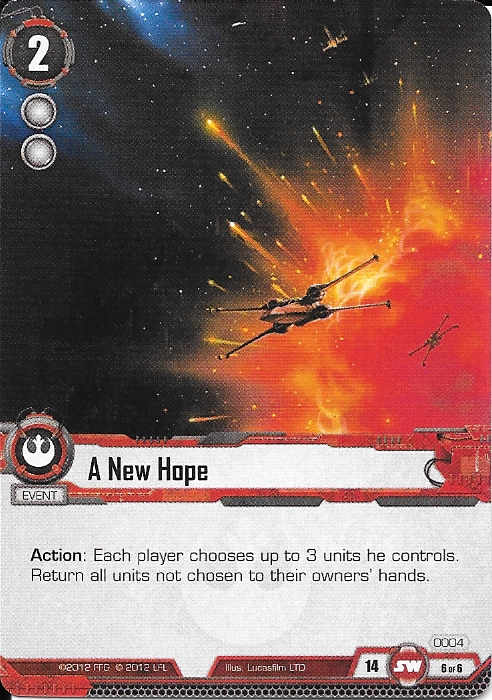 2
A New Hope
EVENT
Action: Each player chooses up to 3 units he controls.
Return all units not chosen to their owners' hands.
0004
©2012 FFG © 2012 LFL
Illus. Lucasfilm LTD
14
SW
6 OF 6